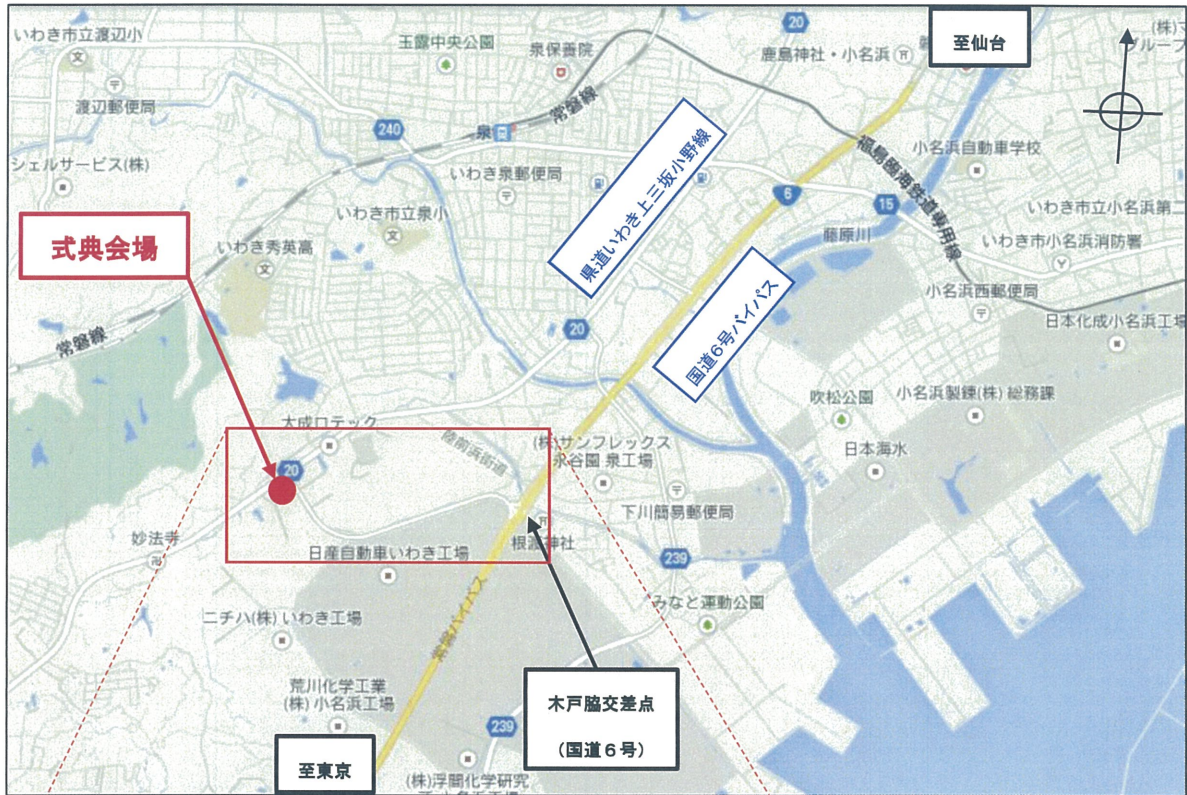 いわき市立渡辺小
玉露中央公園
泉保養院
20
鹿島神社・小名浜
至仙台
渡辺郵便局
240
泉
常磐線
シェルサービス(株)
いわき泉郵便局
県道いわき上三坂小野線
6
福島臨海鉄道専用線
小名浜自動車学校
15
いわき市立小名浜第二
式典会場
いわき市立泉小
いわき秀英高
藤原川
いわき市小名浜消防署
国道6号バイパス
小名浜西郵便局
日本化成小名浜工場
常磐線
20
吹松公園
小名浜製錬(株) 総務課
大成ロテック
陸前浜街道
(株)サンフレックス
永谷園 泉工場
日本海水
20
下川簡易郵便局
妙法寺
日産自動車いわき工場
根渡神社
239
みなと運動公園
ニチハ(株) いわき工場
常磐バイパス
荒川化学工業
(株) 小名浜工場
木戸脇交差点
(国道6号)
239
至東京
(株)浮間化学研究